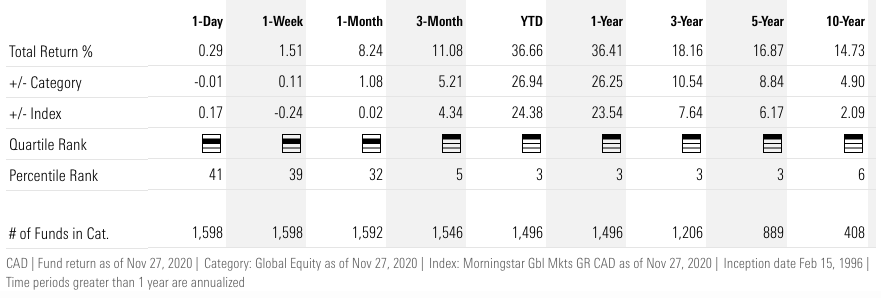 1-Day 1-Week 1-Month 3-Month YTD 1-Year 3-Year 5-Year 10-Year
Total Return % 0.29 1.51 8.24 11.08 36.66 36.41 18.16 16.87 14.73
+/- Category -0.01 0.11 1.08 5.21 26.94 26.25 10.54 8.84 4.90
+/- Index 0.17 -0.24 0.02 4.34 24.38 23.54 7.64 6.17 2.09
Quartile Rank
Percentile Rank 41 39 32 5 3 3 3 3 6
# of Funds in Cat. 1,598 1,598 1,592 1,546 1,496 1,496 1,206 889 408
CAD | Fund return as of Nov 27, 2020 | Category: Global Equity as of Nov 27, 2020 | Index: Morningstar Gbl Mkts GR CAD as of Nov 27, 2020 | Inception date Feb 15, 1996 |
Time periods greater than 1 year are annualized